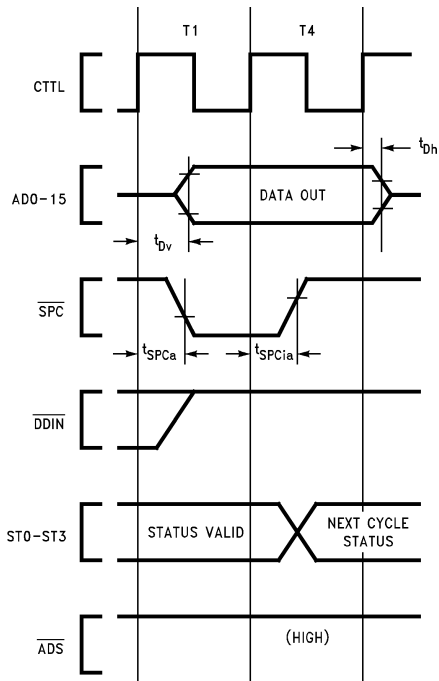 T1 T4
CTTL
tDh
AD0-15 DATA OUT
tDv
SPC
tSPCa tSPCia
DDIN
ST0-ST3 STATUS VALID NEXT CYCLE
STATUS
ADS (HIGH)